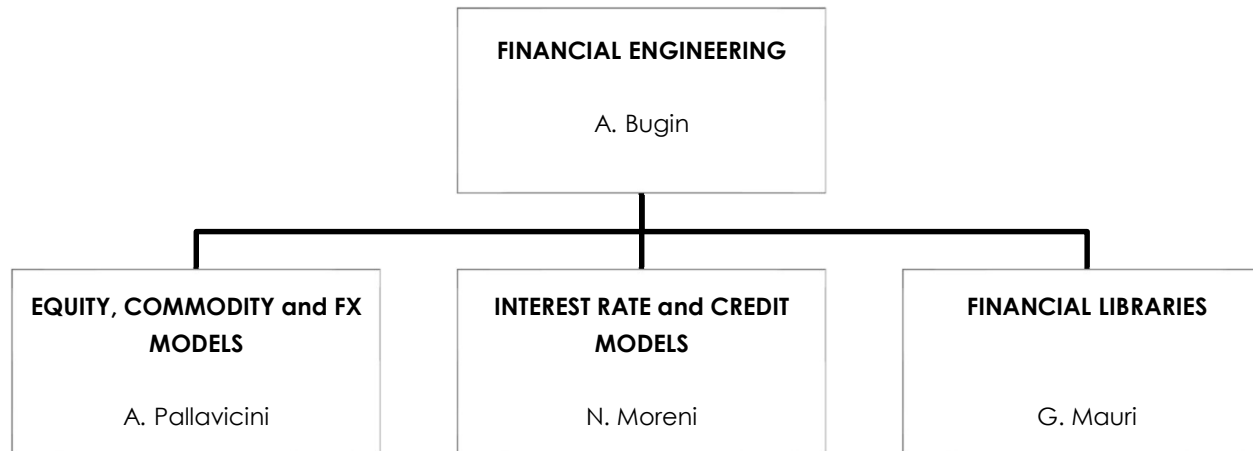 FINANCIAL ENGINEERING
A. Bugin
EQUITY, COMMODITY and FX
MODELS
A. Pallavicini
INTEREST RATE and CREDIT
MODELS
N. Moreni
FINANCIAL LIBRARIES
G. Mauri